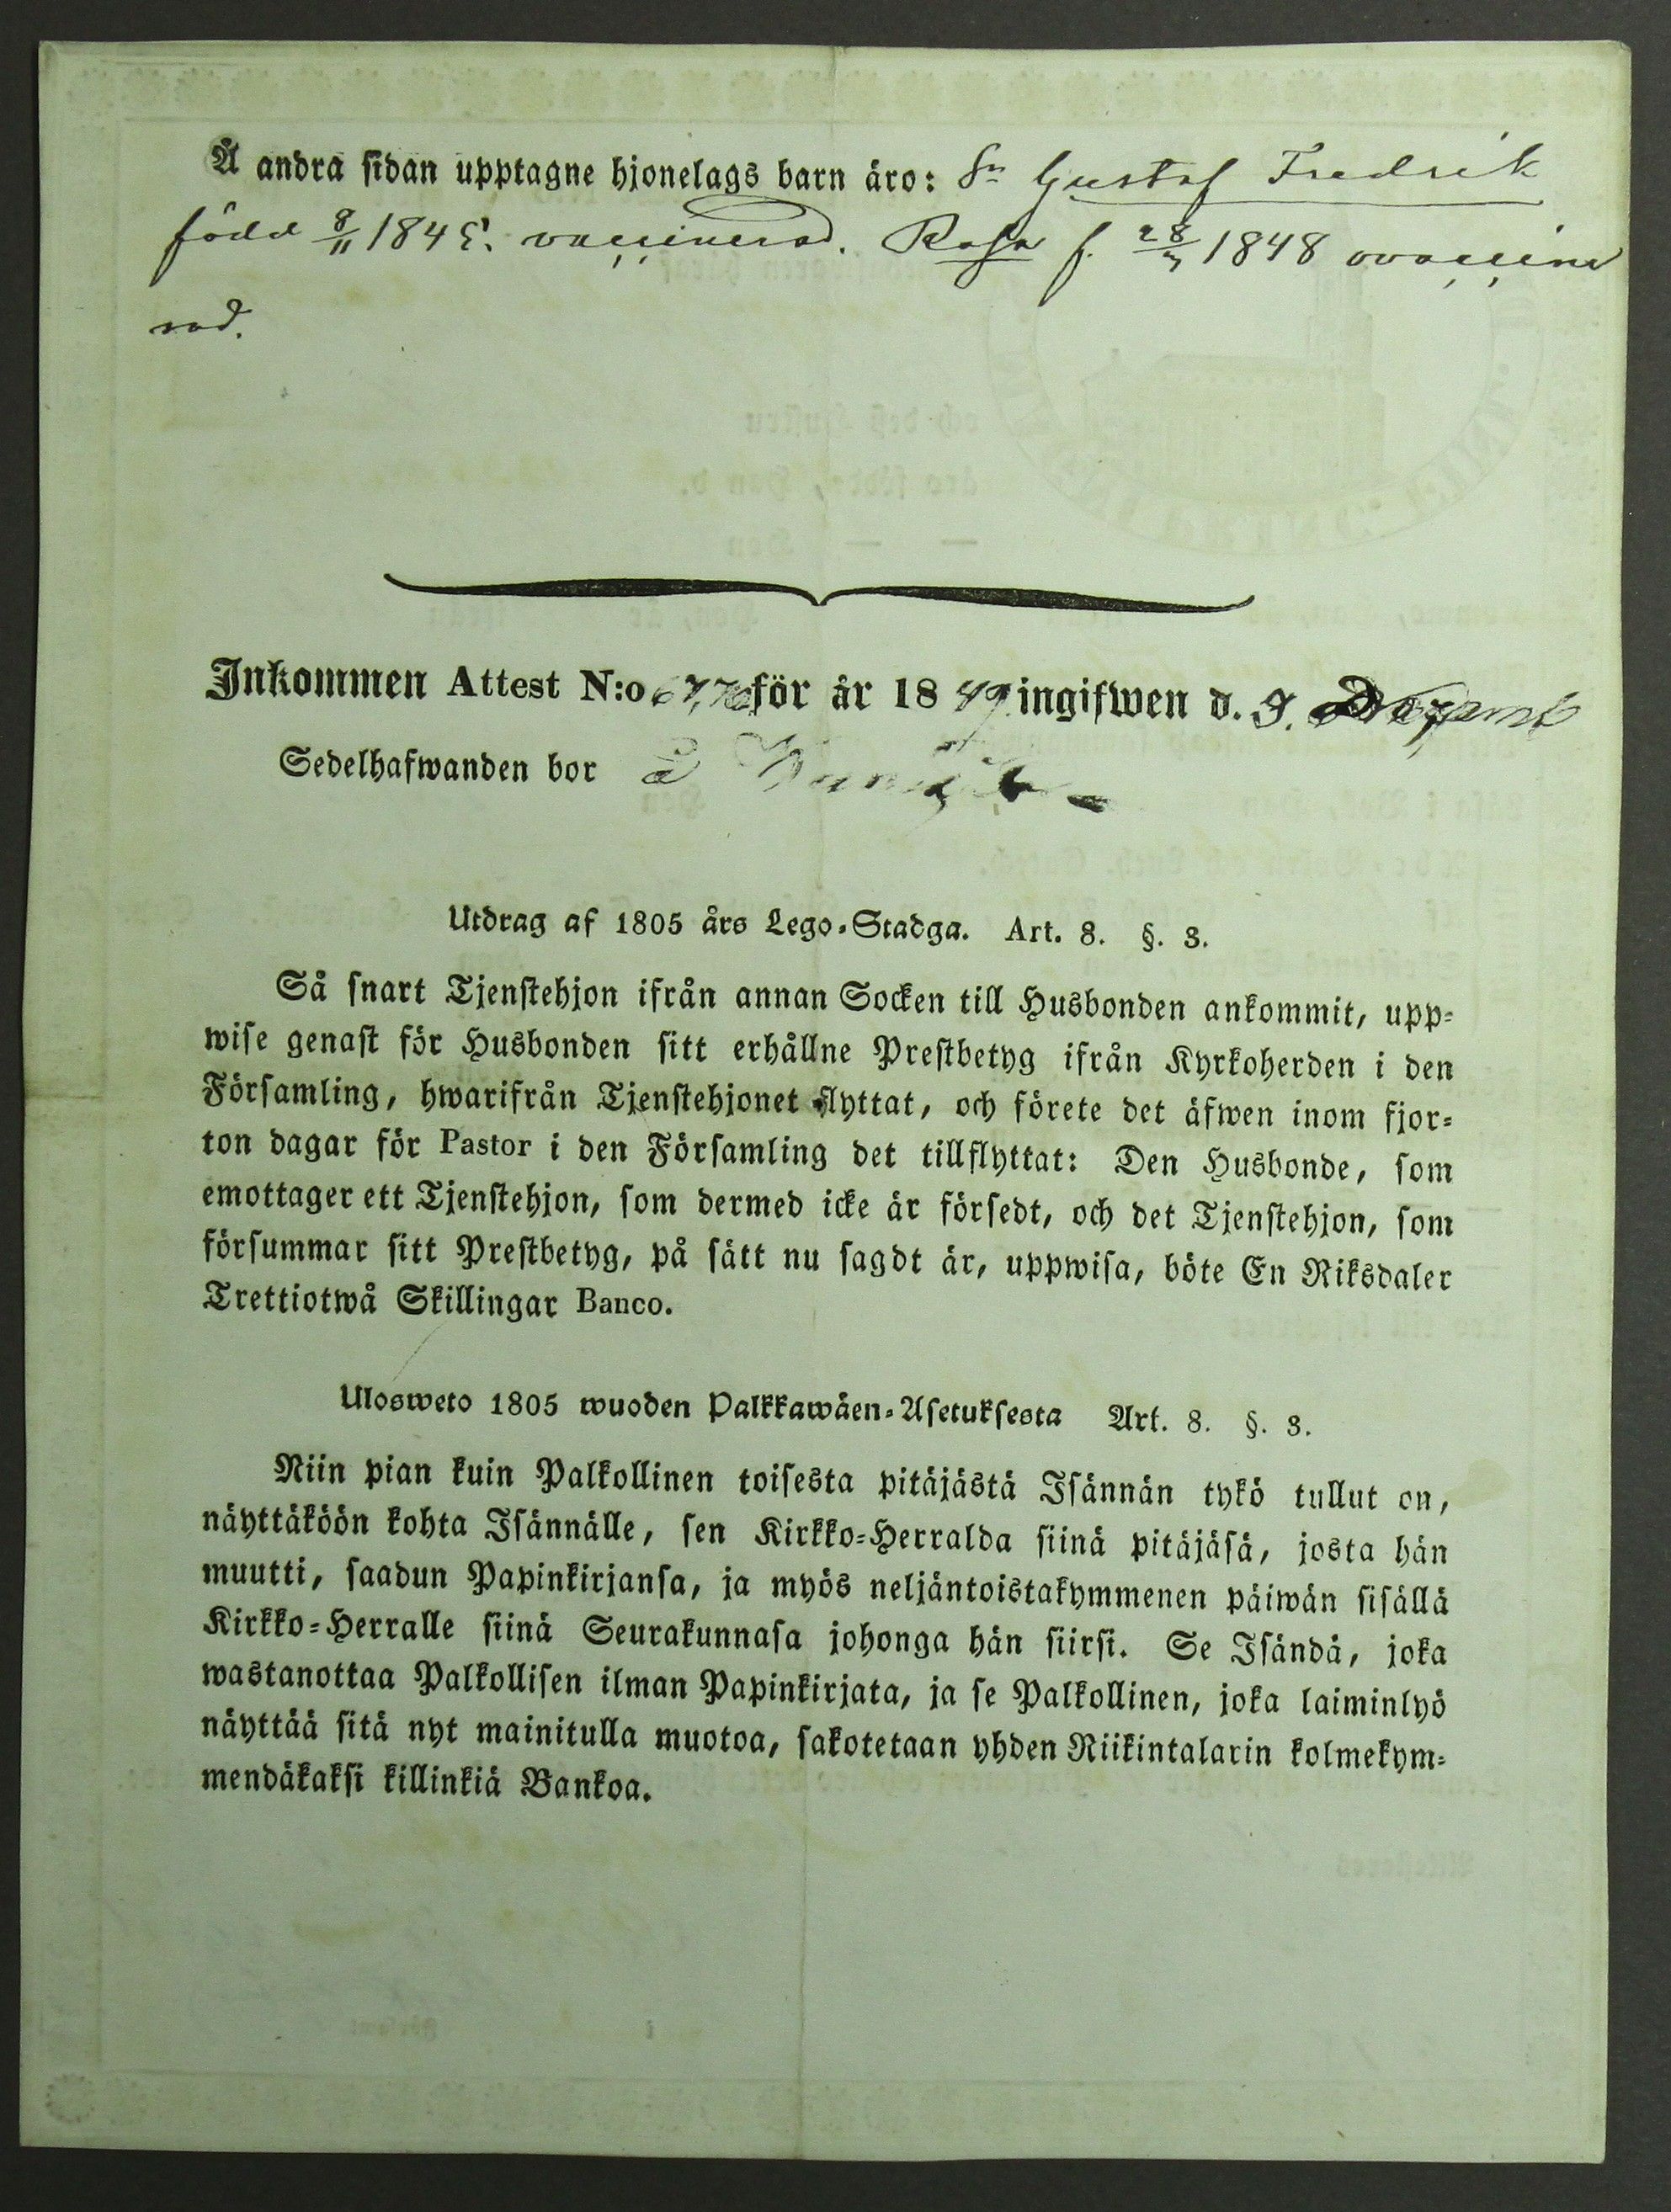 Å andra sidan upptagne hjonelags barn äro: Sn Gustaf Fredrik
född 8/11 1845. vaccinerad. Rosa f. 28/7 1848 ovaccine
rad.
Inkommen Attest N:o för år 1849 ingifwen d. 9.
Sedelhafwanden bor å
Utdrag af 1805 års Lego-Stadga. Art. 8. §. 3.
Så snart Tjenstehjon ifrån annan Socken till Husbonden ankommit, upp-
wise genast för Husbonden sitt erhållne Prestbetyg ifrån Kyrkoherden i den
Församling, hwarifrån Tjenstehjonet flyttat, och förete det äfwen inom fjor-
ton dagar för Pastor i den Församling det tillflyttat: Den Husbonde, som
emottager ett Tjenstehjon, som dermed icke är försedt, och det Tjenstehjon, som
försummar sitt Prestbetyg, på sätt nu sagdt är, uppwisa, böte En Riksdaler
Trettiotwå Skillingar Banco.
Ulosweto 1805 wuoden Palkkawäen-Asetuksesta Art. 8. §. 3.
Niin pian kuin Palkollinen toisesta pitäjästä Isännän tykö tullut on,
näyttäköön kohta Isännälle, sen Kirkko-Herralda siinä pitäjäsä, josta hän
muutti, saadun Papinkirjansa, ja myös neljäntoistakymmenen päiwän sisällä
Kirkko-Herralle siinä Seurakunnasa johonga hän siirsi. Se Isändä, joka
wastanottaa Palkollisen ilman Papinkirjata, ja se Palkollinen, joka laiminlyö
näyttää sitä nyt mainitulla muotoa, sakotetaan yhden Riikintalarin kolmekym-
mendäkaksi killinkiä Bankoa.